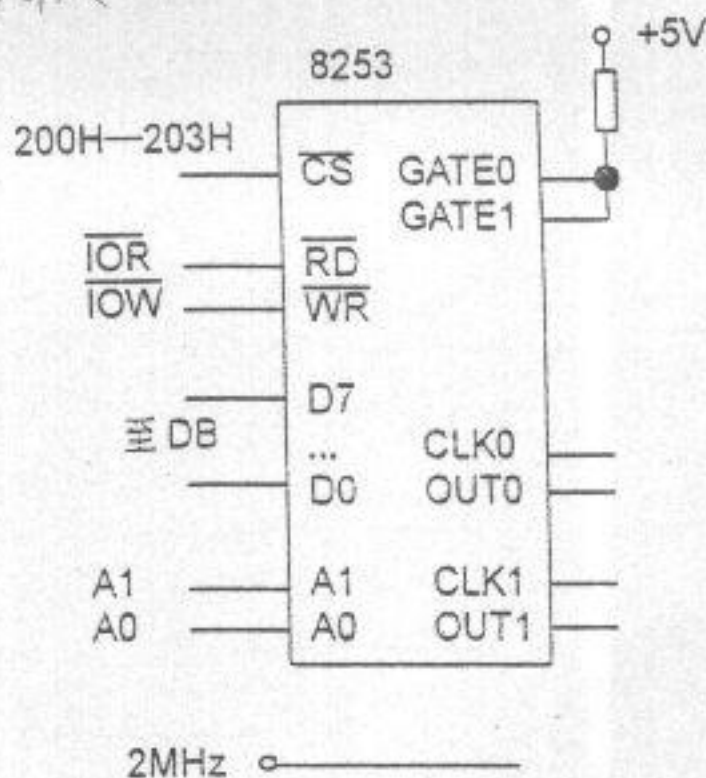 +5V
8253
200H—203H
CS GATE0
GATE1
IOR RD
IOW WR
D7
DB
... CLK0
D0 OUT0
A1 A1 CLK1
A0 A0 OUT1
2MHz